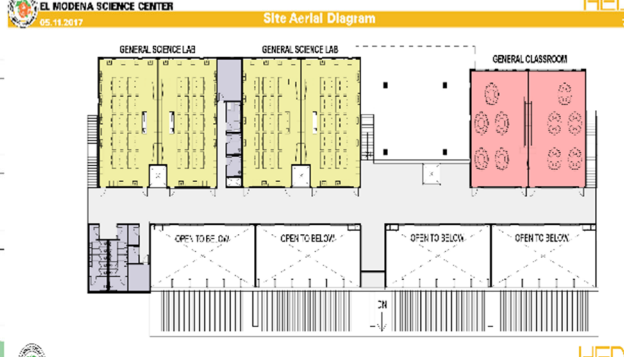 EL MODENA SCIENCE CENTER
05.11.2017
Site Aerial Diagram
GENERAL SCIENCE LAB
GENERAL SCIENCE LAB
GENERAL CLASSROOM
OPEN TO BELOW
OPEN TO BELOW
OPEN TO BELOW
OPEN TO BELOW
DN